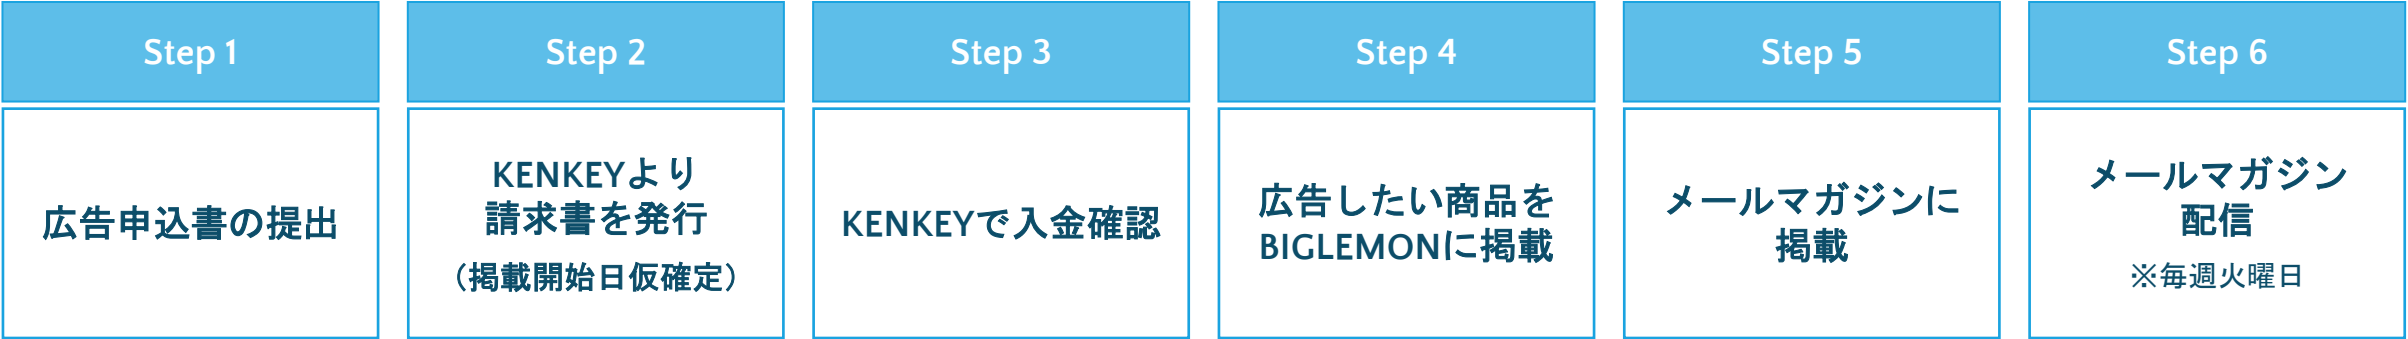 Step 1
広告申込書の提出
Step 2
KENKEYより
請求書を発行
（掲載開始日仮確定）
Step 3
KENKEYで入金確認
Step 4
広告したい商品を
BIGLEMONに掲載
Step 5
メールマガジンに
掲載
Step 6
メールマガジン
配信
※毎週火曜日